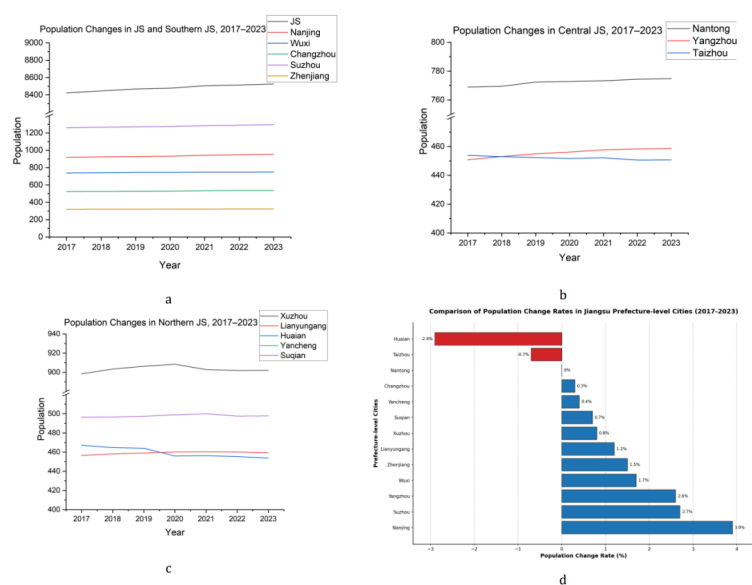 Population Changes in JS and Southern JS, 2017–2023
JS
Nanjing
Wuxi
Changzhou
Suzhou
Zhenjiang
9000
8600
8400
1200
1000
800
600
400
200
0
Population
2017 2018 2019 2020 2021 2022 2023
Year
a
Population Changes in Central JS, 2017–2023
Nantong
Yangzhou
Taizhou
800
780
760
460
440
420
400
Population
2017 2018 2019 2020 2021 2022 2023
Year
b
Population Changes in Northern JS, 2017–2023
Xuzhou
Lianyungang
Huaian
Yancheng
Suqian
940
920
900
500
480
460
440
420
400
Population
2017 2018 2019 2020 2021 2022 2023
Year
c
Comparison of Population Change Rates in Jiangsu Prefecture-level Cities (2017-2023)
Prefecture-level Cities
Huaian -2.9%
Taizhou -0.7%
Nantong 0%
Changzhou 0.3%
Yancheng 0.4%
Suqian 0.7%
Xuzhou 0.8%
Lianyungang 1.2%
Zhenjiang 1.5%
Wuxi 1.7%
Yangzhou 2.6%
Suzhou 2.7%
Nanjing 3.9%
−3 −2 −1 0 1 2 3 4
Population Change Rate (%)
d